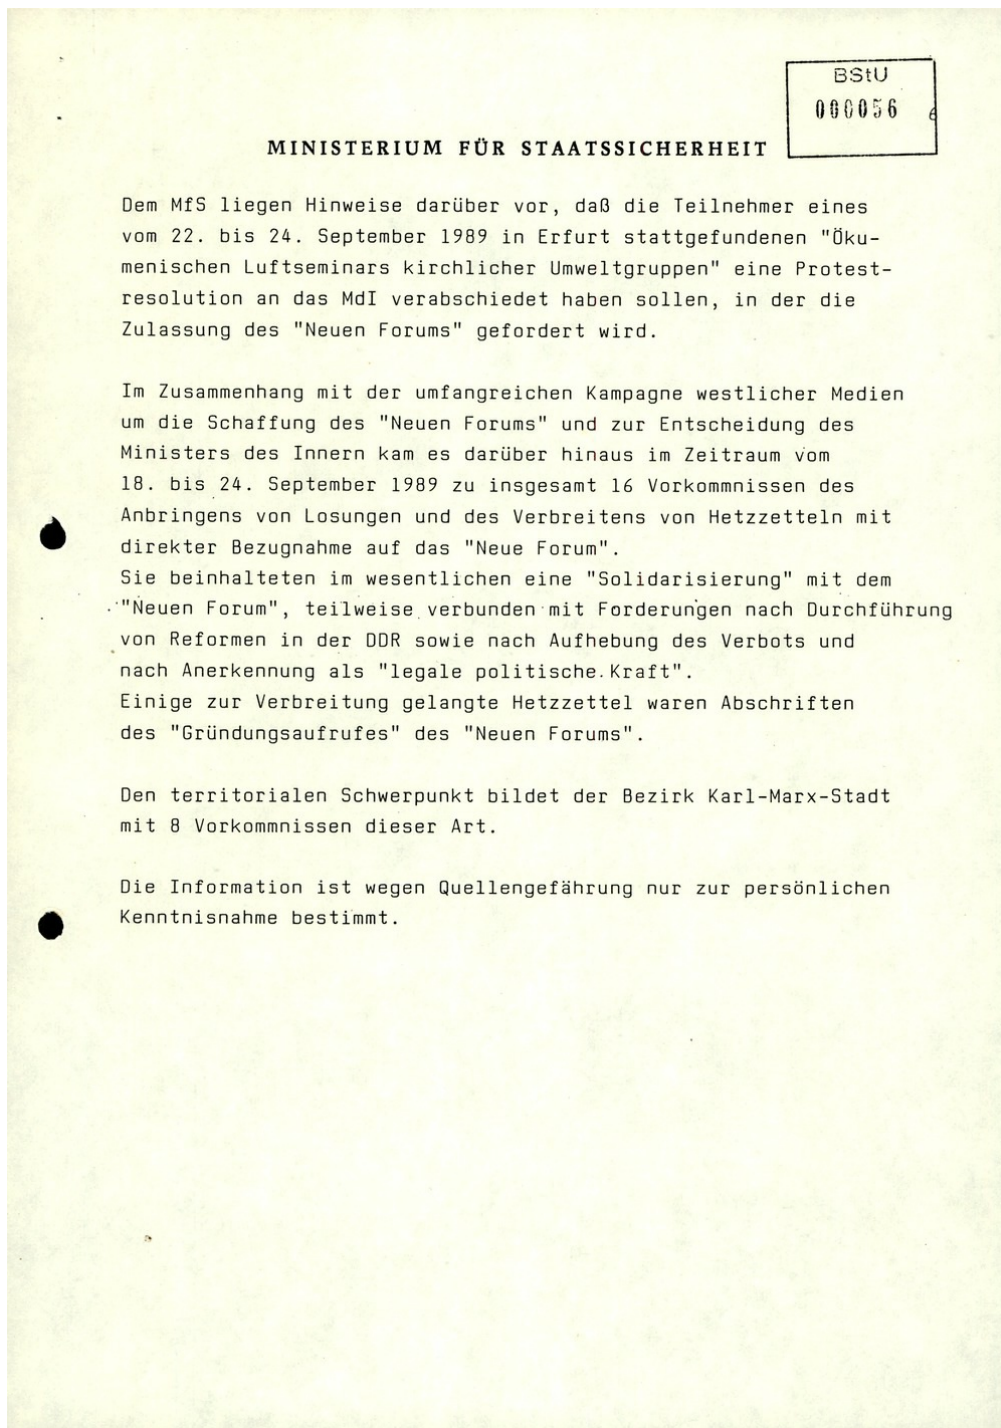 BStU
000056
6
MINISTERIUM FÜR STAATSSICHERHEIT
Dem MfS liegen Hinweise darüber vor, daß die Teilnehmer eines
vom 22. bis 24. September 1989 in Erfurt stattgefundenen "Öku-
menischen Luftseminars kirchlicher Umweltgruppen" eine Protest-
resolution an das MdI verabschiedet haben sollen, in der die
Zulassung des "Neuen Forums" gefordert wird.
Im Zusammenhang mit der umfangreichen Kampagne westlicher Medien
um die Schaffung des "Neuen Forums" und zur Entscheidung des
Ministers des Innern kam es darüber hinaus im Zeitraum vom
18. bis 24. September 1989 zu insgesamt 16 Vorkommnissen des
Anbringens von Losungen und des Verbreitens von Hetzzetteln mit
direkter Bezugnahme auf das "Neue Forum".
Sie beinhalteten im wesentlichen eine "Solidarisierung" mit dem
"Neuen Forum", teilweise verbunden mit Forderungen nach Durchführung
von Reformen in der DDR sowie nach Aufhebung des Verbots und
nach Anerkennung als "legale politische Kraft".
Einige zur Verbreitung gelangte Hetzzettel waren Abschriften
des "Gründungsaufrufes" des "Neuen Forums".
Den territorialen Schwerpunkt bildet der Bezirk Karl-Marx-Stadt
mit 8 Vorkommnissen dieser Art.
Die Information ist wegen Quellengefährung nur zur persönlichen
Kenntnisnahme bestimmt.